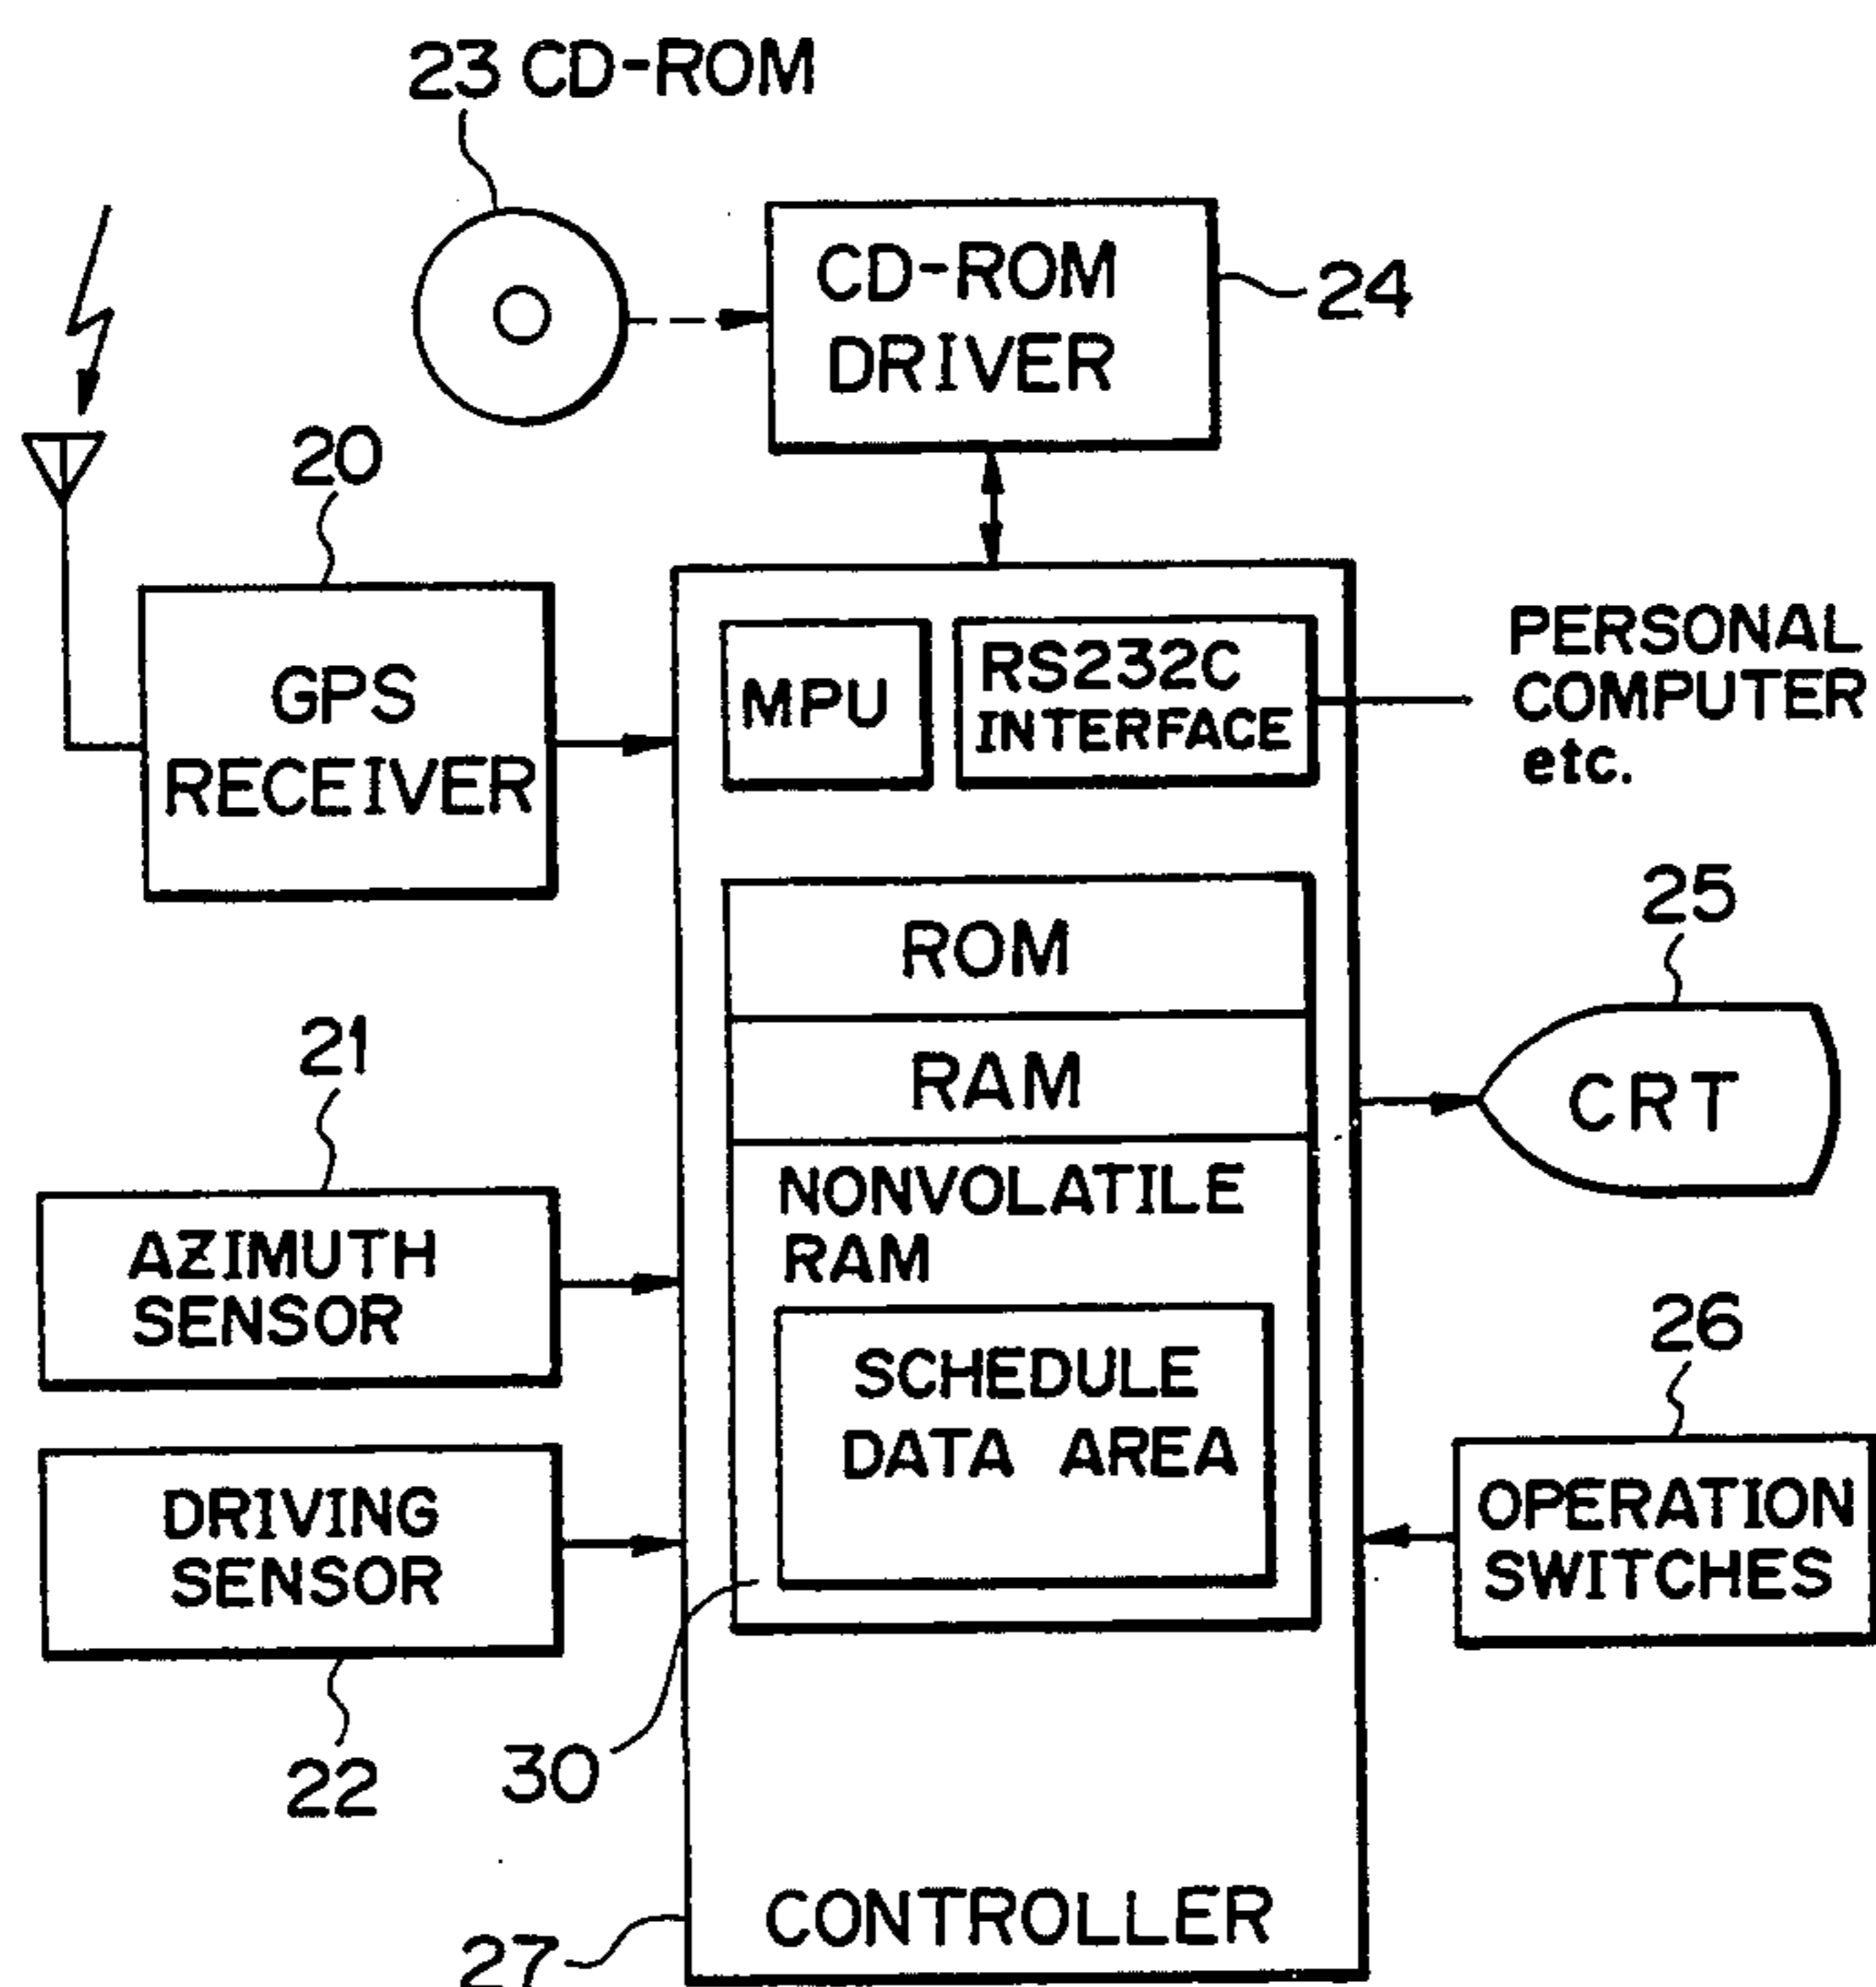 23 CD-ROM
CD-ROM
DRIVER
24
20
GPS
RECEIVER
MPU
RS232C
INTERFACE
PERSONAL
COMPUTER
etc.
ROM
RAM
NONVOLATILE
RAM
SCHEDULE
DATA AREA
25
CRT
21
AZIMUTH
SENSOR
26
OPERATION
SWITCHES
DRIVING
SENSOR
22
30
CONTROLLER
27